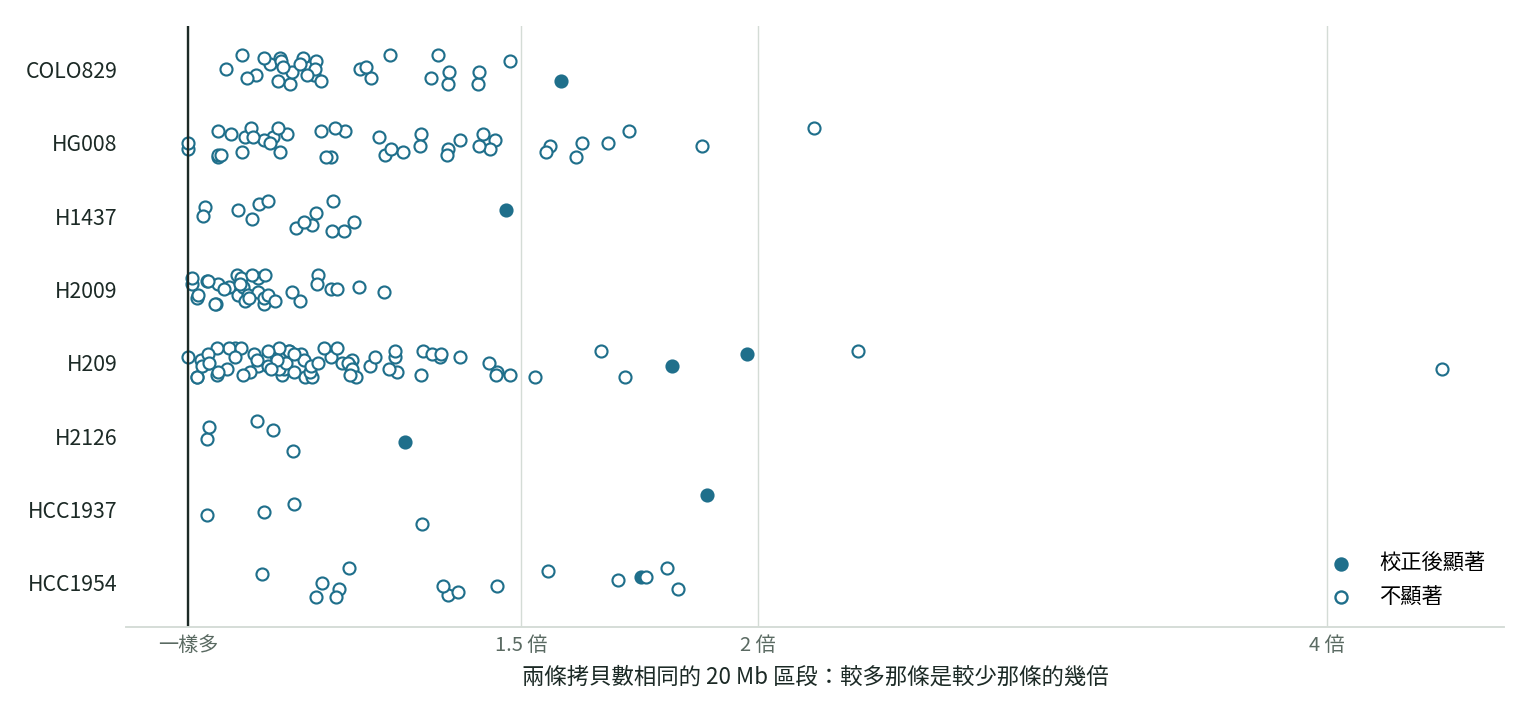 COLO829
HG008
H1437
H2009
H209
H2126
HCC1937
HCC1954
校正後顯著
不顯著
一樣多
1.5 倍
2 倍
4 倍
兩條拷貝數相同的 20 Mb 區段：較多那條是較少那條的幾倍